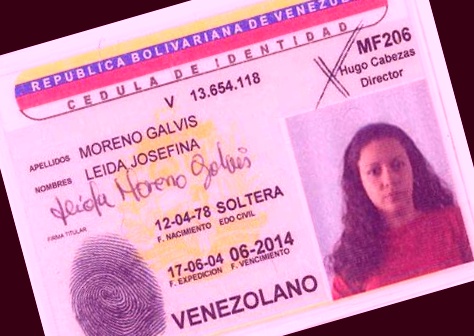 REPUBLICA BOLIVARIANA DE VENEZUELA
CEDULA DE IDENTIDAD
V 13.654.118
MF206
Hugo Cabezas
Director
APELLIDOS MORENO GALVIS
NOMBRES LEIDA JOSEFINA
Leida Moreno Galvis
FIRMA TITULAR
12-04-78 SOLTERA
F. NACIMIENTO EDO CIVIL
17-06-04 06-2014
F. EXPEDICION F. VENCIMIENTO
VENEZOLANO